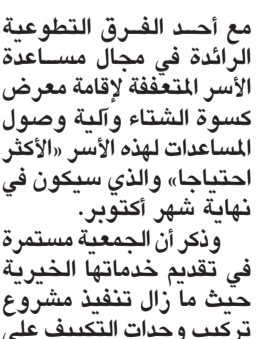 مع أحد الفرق التطوعية
الرائدة في مجال مساعدة
الأسر المتعففة لإقامة معرض
كسوة الشتاء وآلية وصول
المساعدات لهذه الأسر «الأكثر
احتياجا» والذي سيكون في
نهاية شهر أكتوبر.
وذكر أن الجمعية مستمرة
في تقديم خدماتها الخيرية
حيث ما زال تنفيذ مشروع
تركيب وحدات التكييف على